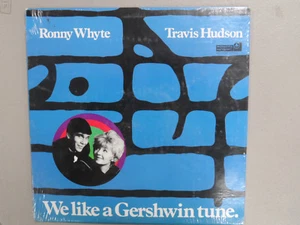 Ronny Whyte
Travis Hudson
We like a Gershwin tune.